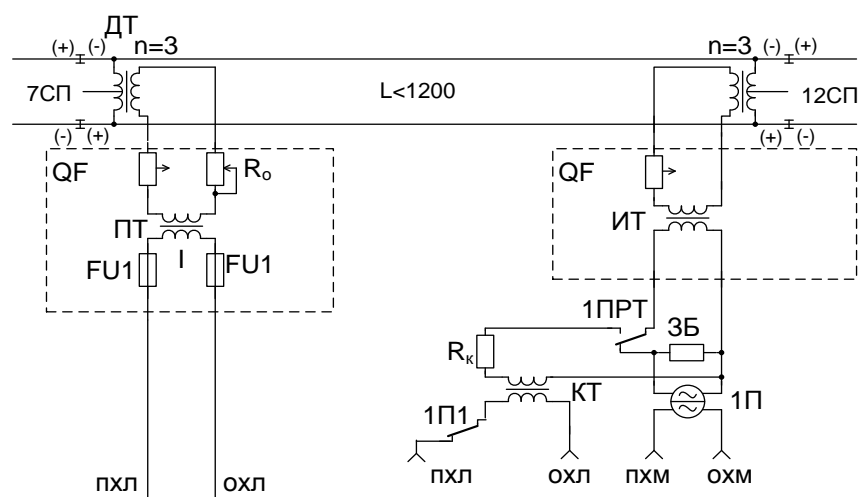 ДТ
(+) (-) n=3
n=3 (-) (+)
7СП L<1200 12СП
(-) (+)
(+) (-)
QF Rо
QF
ПТ
ИТ
FU1 I FU1
1ПРТ
ЗБ
Rк
КТ
1П
1П1
пхл охл
пхл охл пхм охм